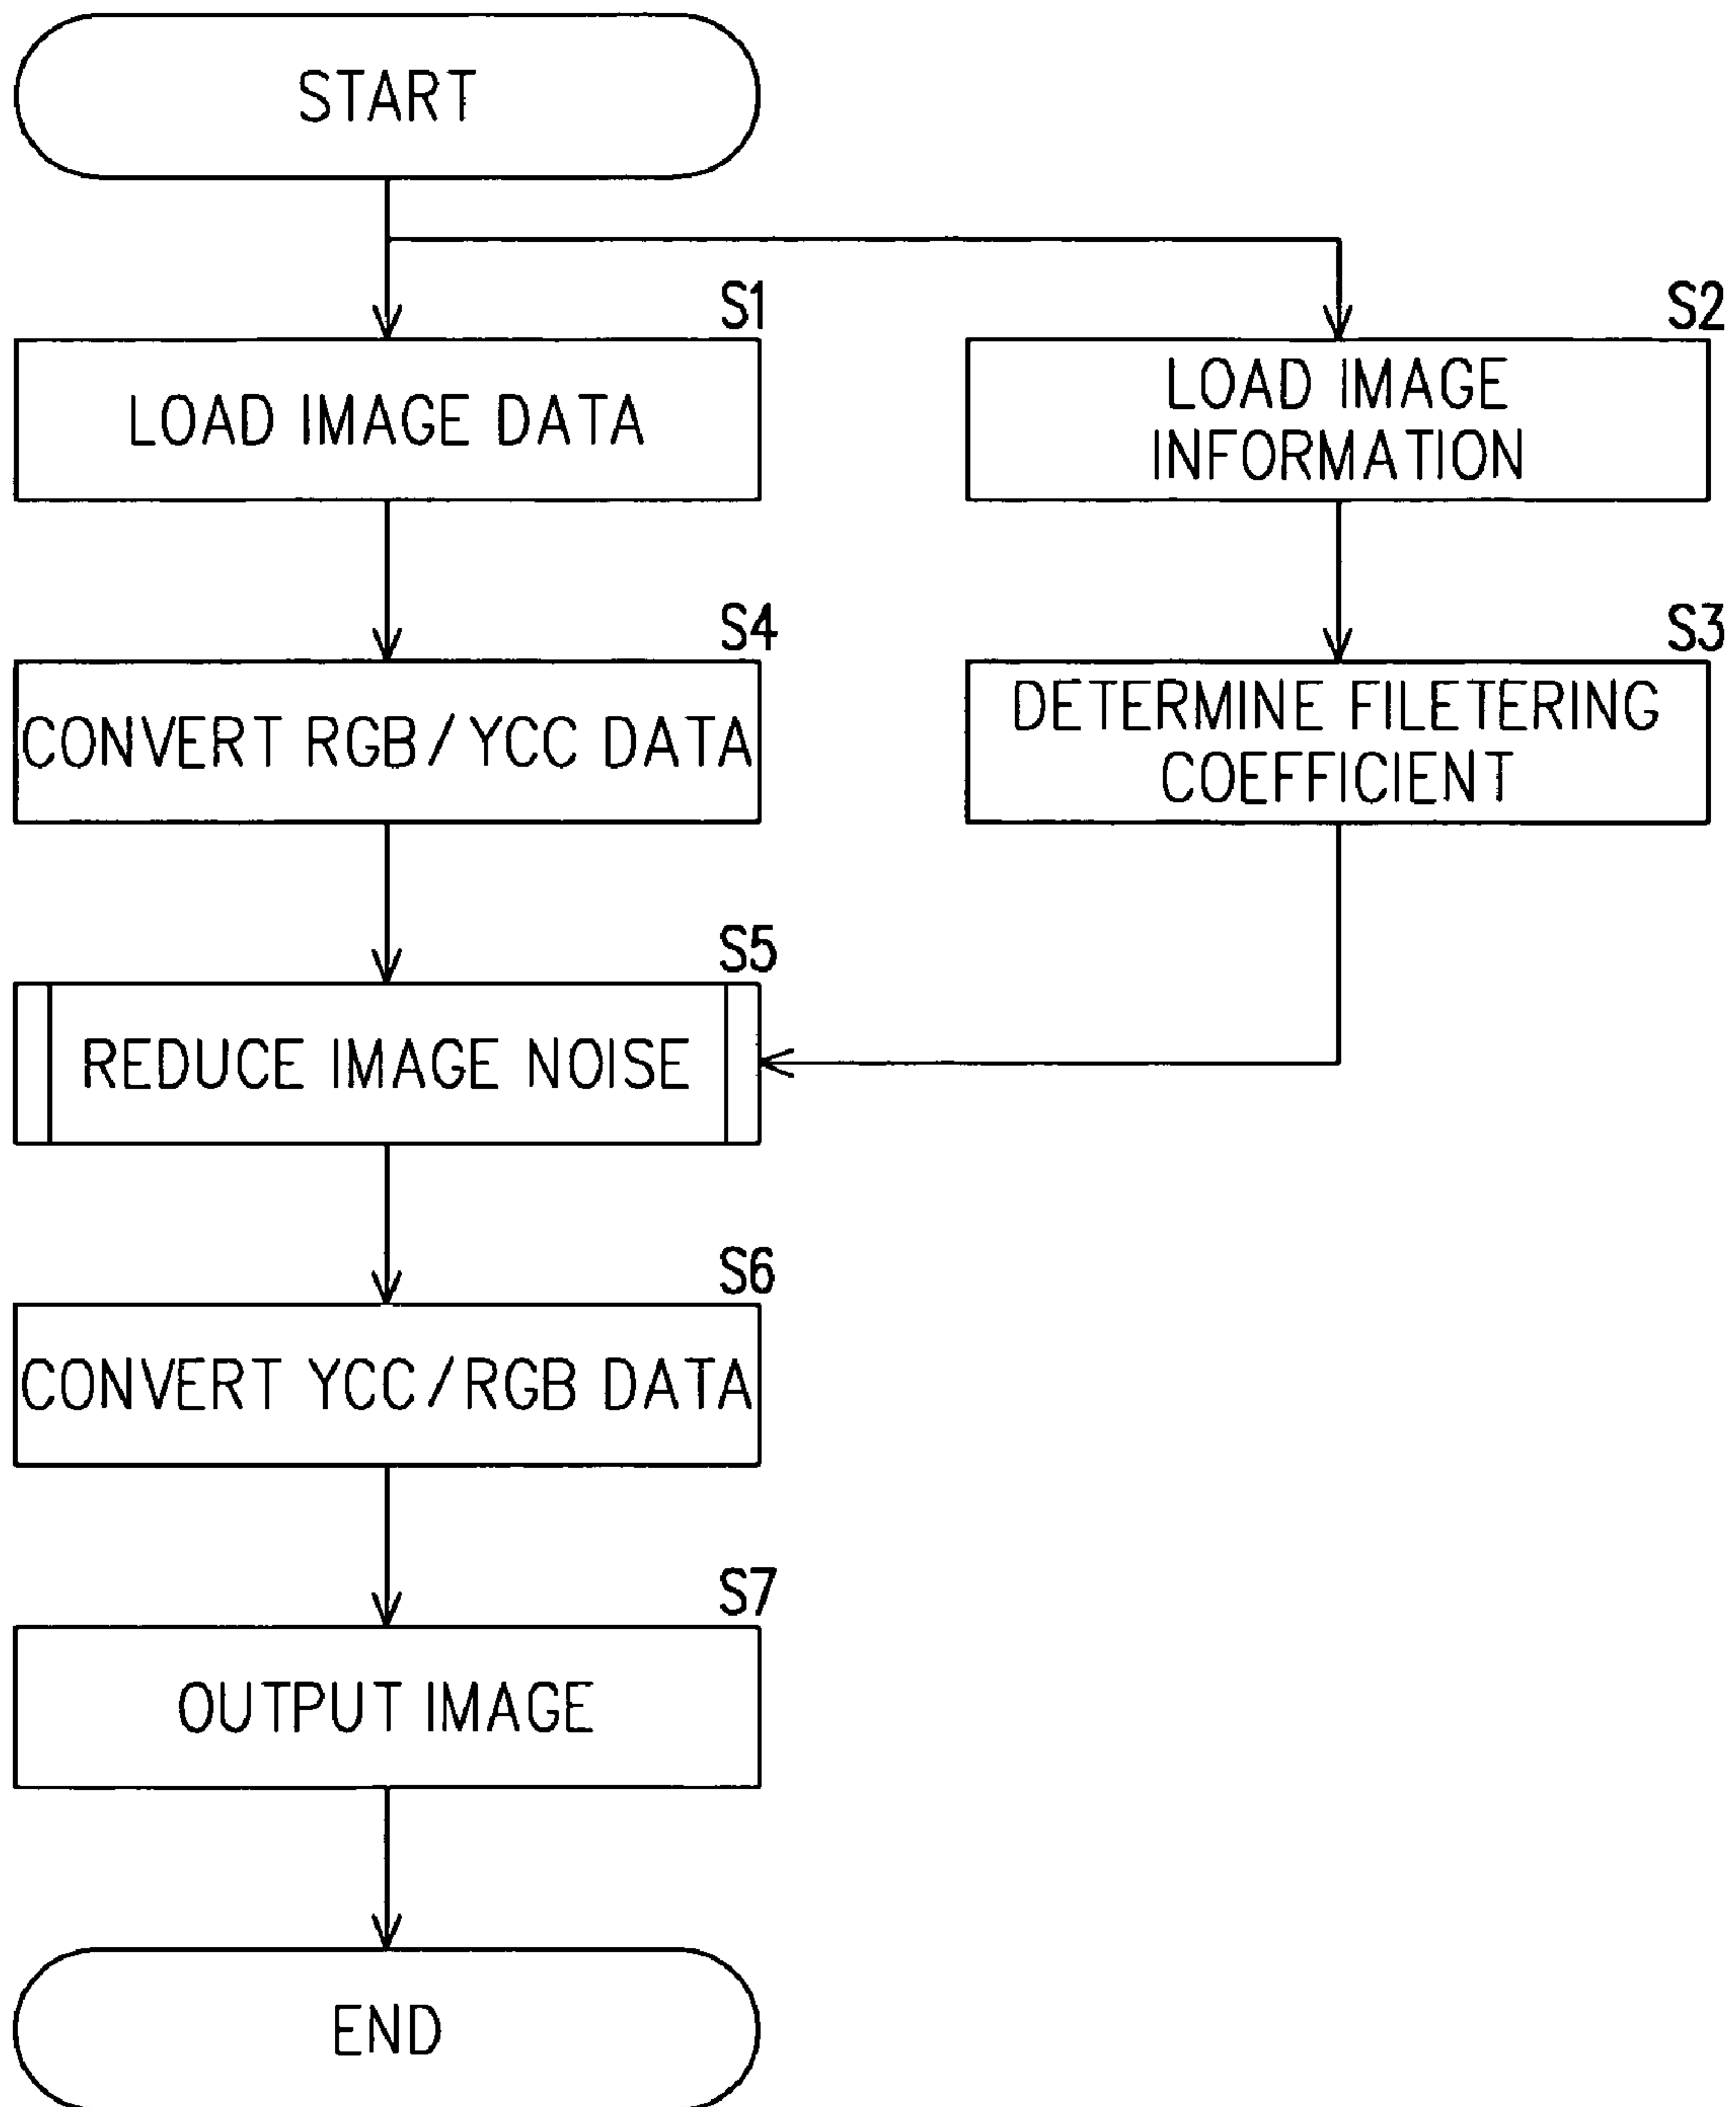 START
S1
LOAD IMAGE DATA
S2
LOAD IMAGE
INFORMATION
S4
CONVERT RGB/YCC DATA
S3
DETERMINE FILETERING
COEFFICIENT
S5
REDUCE IMAGE NOISE
S6
CONVERT YCC/RGB DATA
S7
OUTPUT IMAGE
END